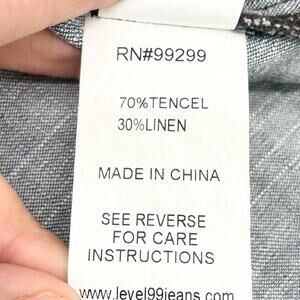 RN#99299
70%TENCEL
30%LINEN
MADE IN CHINA
SEE REVERSE
FOR CARE
INSTRUCTIONS
www.level99jeans.com